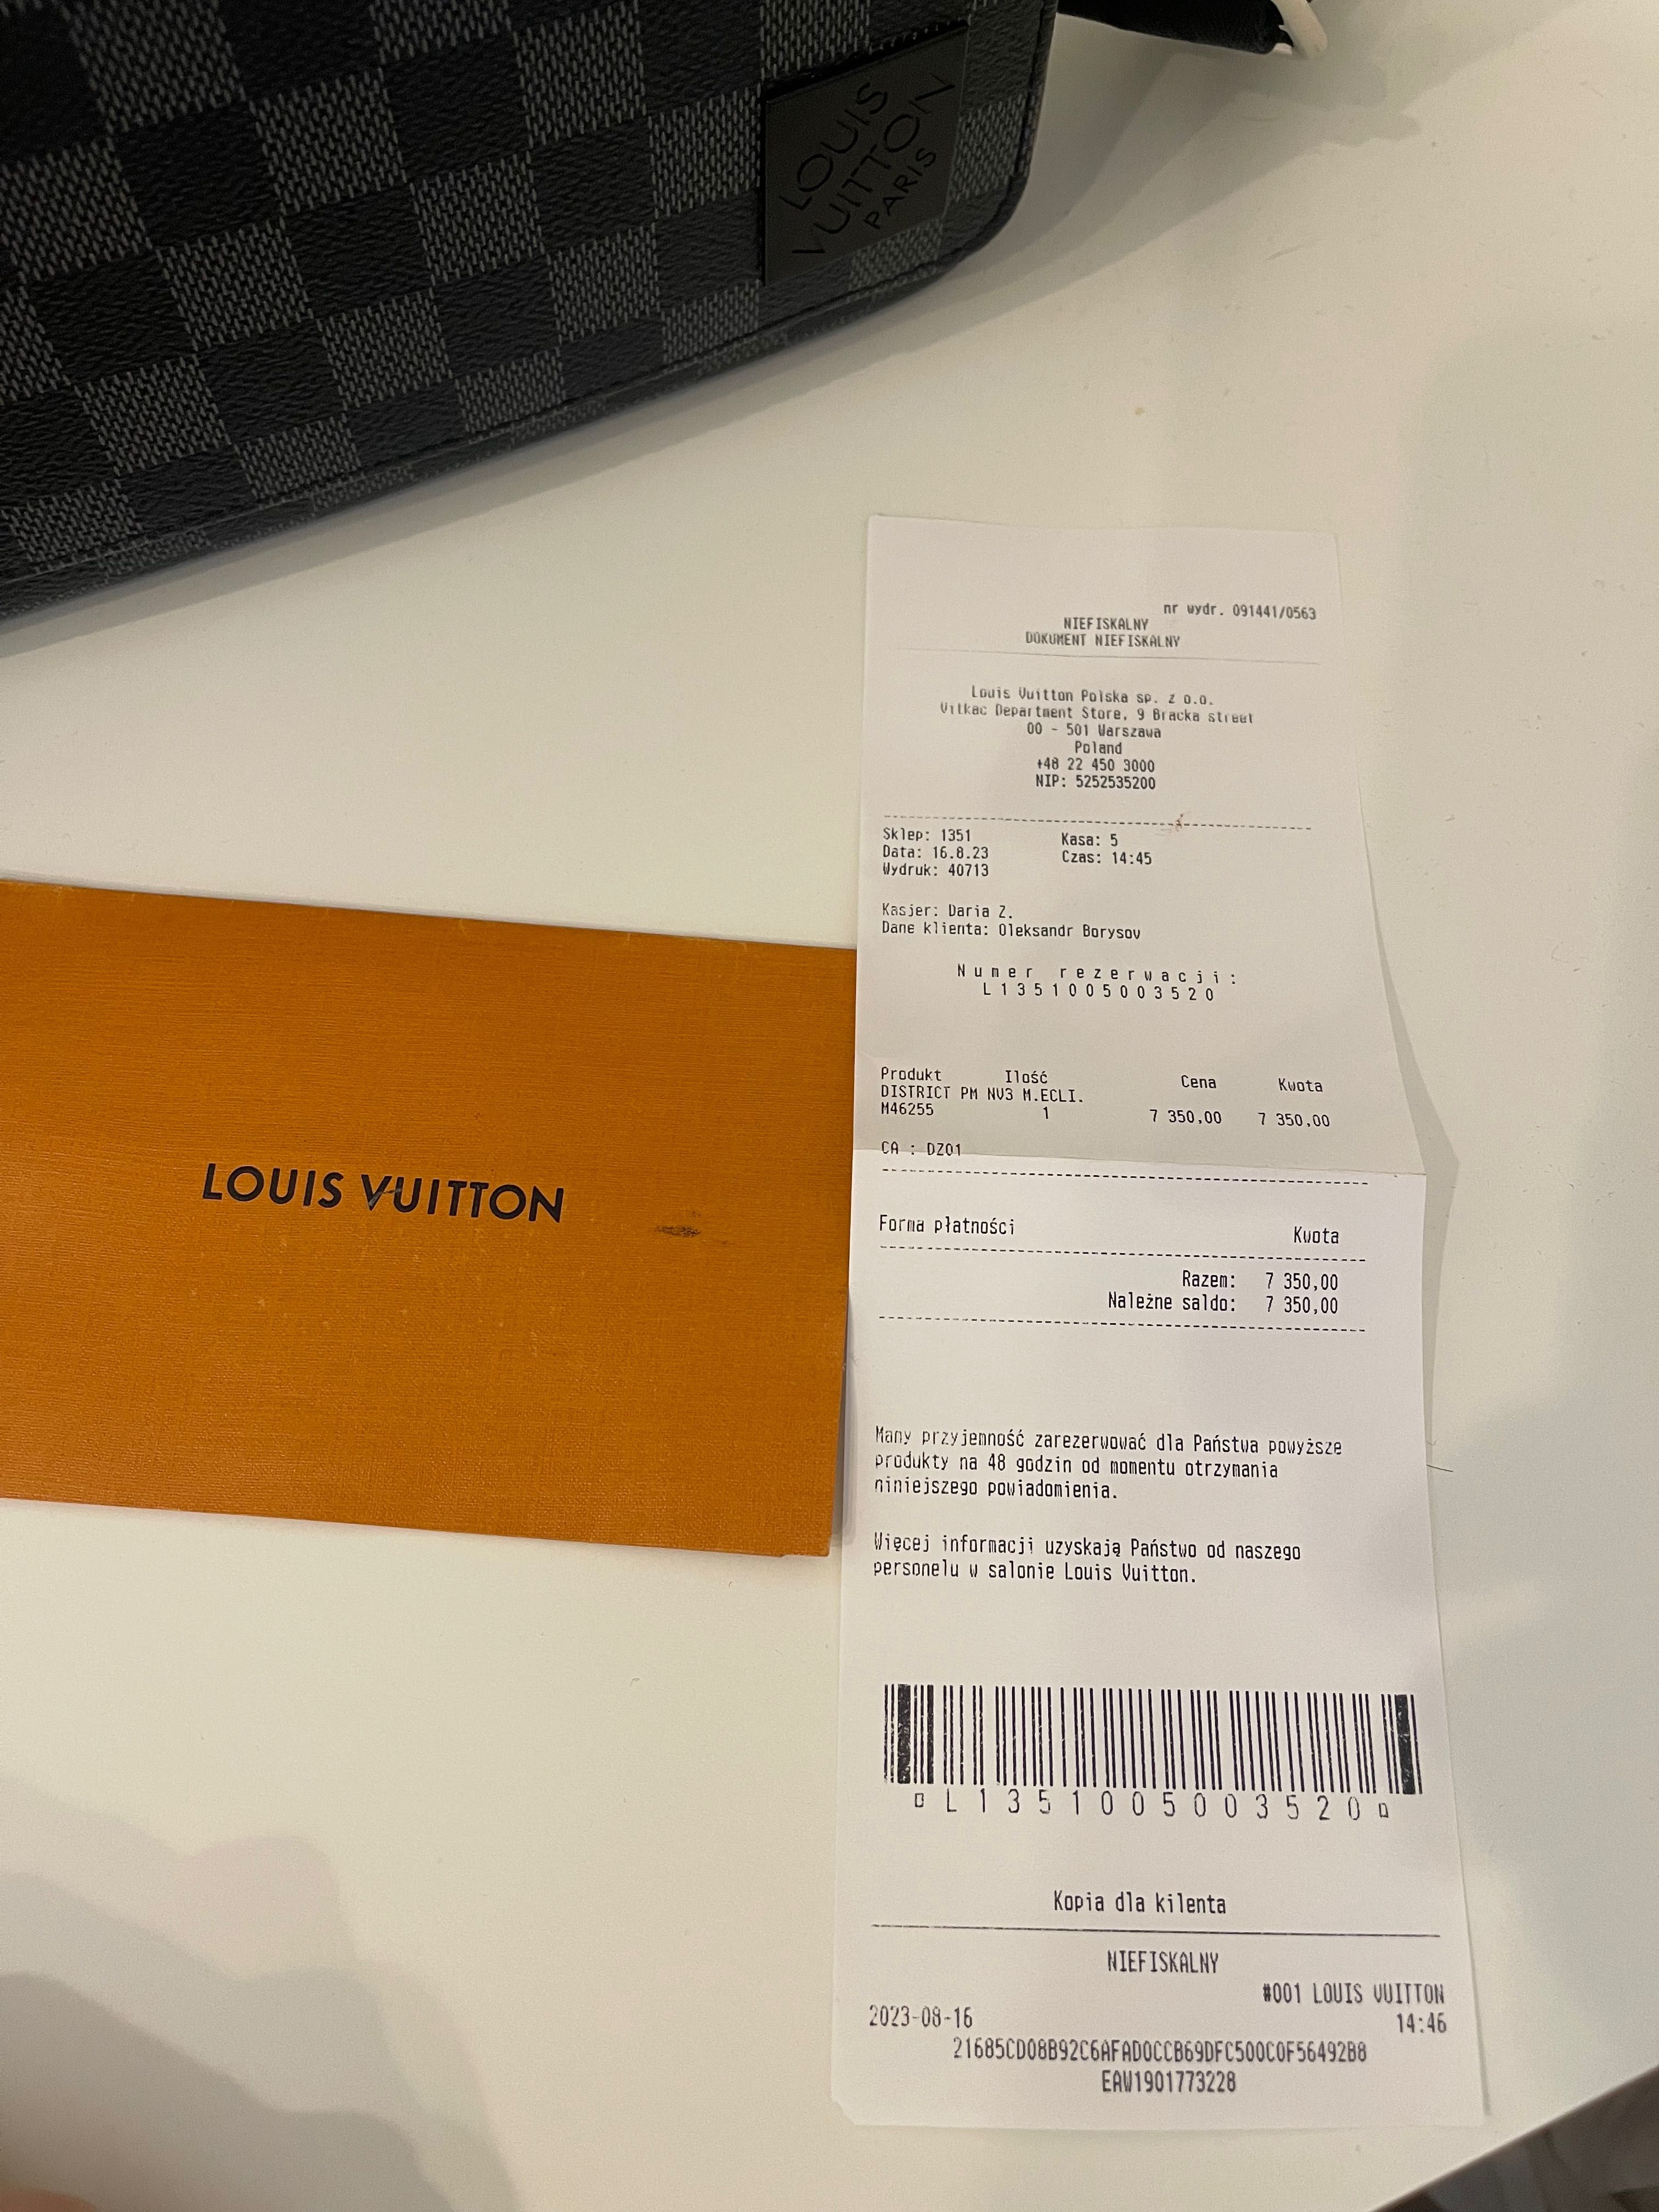 LOUIS
VUITTON
PARIS
nr wydr. 091441/0563
NIEFISKALNY
DOKUMENT NIEFISKALNY
Louis Vuitton Polska sp. z o.o.
Vitkac Department Store, 9 Bracka street
00 - 501 Warszawa
Poland
+48 22 450 3000
NIP: 5252535200
Sklep: 1351 Kasa: 5
Data: 16.8.23 Czas: 14:45
Wydruk: 40713
Kasjer: Daria Z.
Dane klienta: Oleksandr Borysov
Numer rezerwacji:
L1351005003520
Produkt Ilość Cena Kwota
DISTRICT PM NV3 M.ECLI.
M46255 1 7 350,00 7 350,00
CA : DZ01
Forma płatności Kwota
Razem: 7 350,00
Należne saldo: 7 350,00
Mamy przyjemność zarezerwować dla Państwa powyższe
produkty na 48 godzin od momentu otrzymania
niniejszego powiadomienia.
Więcej informacji uzyskają Państwo od naszego
personelu w salonie Louis Vuitton.
L1351005003520
Kopia dla kilenta
NIEFISKALNY
#001 LOUIS VUITTON
2023-08-16 14:46
21685CD08B92C6AFAD0CCB69DFC500C0F56492B8
EAW1901773228
LOUIS VUITTON